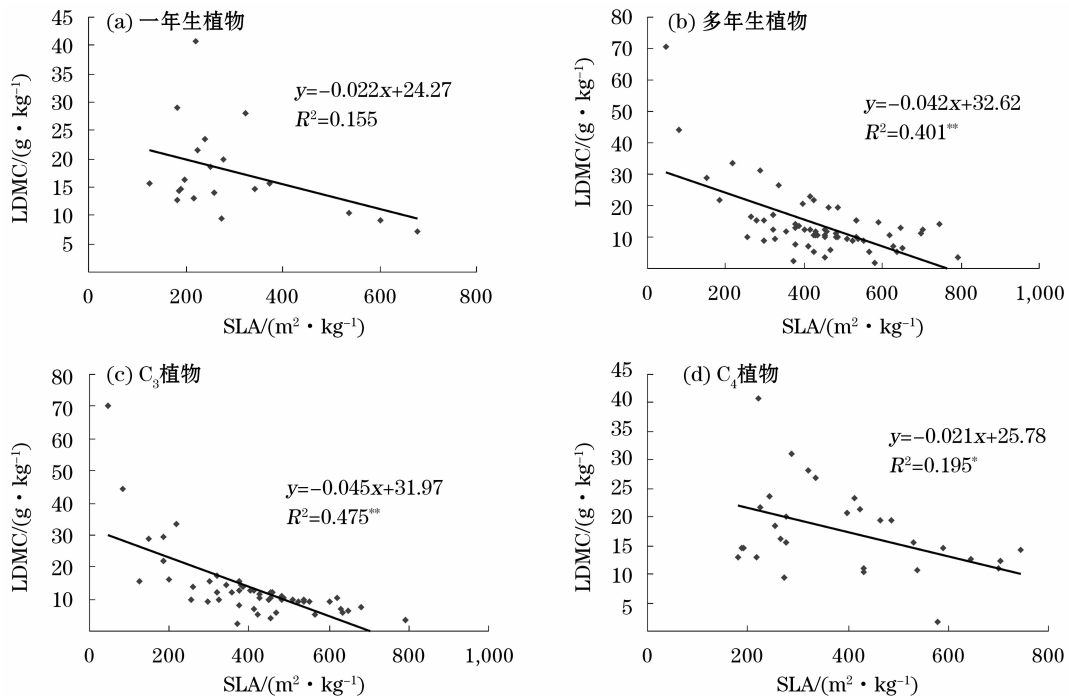 (a) 一年生植物
45
40
35
30
25
20
15
10
5
LDMC/(g·kg⁻¹)
y=−0.022x+24.27
R²=0.155
0 200 400 600 800
SLA/(m²·kg⁻¹)
(b) 多年生植物
80
70
60
50
40
30
20
10
LDMC/(g·kg⁻¹)
y=−0.042x+32.62
R²=0.401**
0 200 400 600 800 1,000
SLA/(m²·kg⁻¹)
(c) C₃植物
80
70
60
50
40
30
20
10
LDMC/(g·kg⁻¹)
y=−0.045x+31.97
R²=0.475**
0 200 400 600 800 1,000
SLA/(m²·kg⁻¹)
(d) C₄植物
45
40
35
30
25
20
15
10
5
LDMC/(g·kg⁻¹)
y=−0.021x+25.78
R²=0.195*
0 200 400 600 800
SLA/(m²·kg⁻¹)